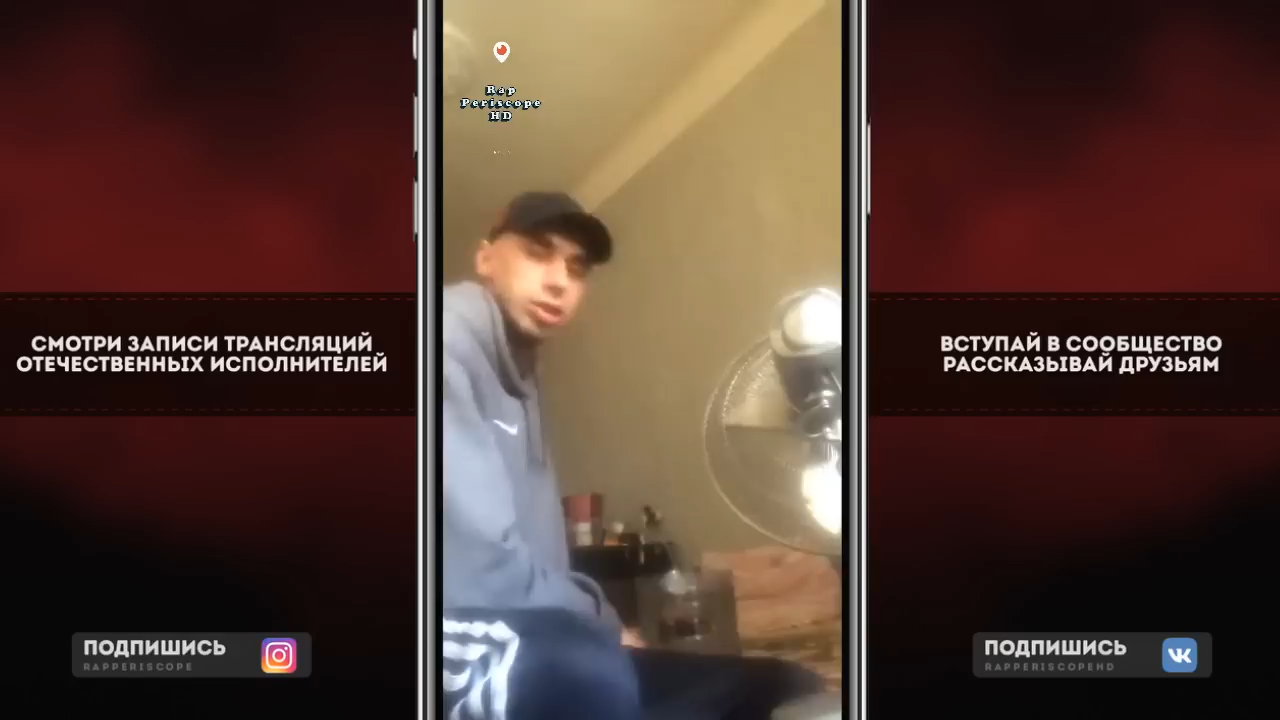 Rap
Periscope
HD
СМОТРИ ЗАПИСИ ТРАНСЛЯЦИЙ
ОТЕЧЕСТВЕННЫХ ИСПОЛНИТЕЛЕЙ
ВСТУПАЙ В СООБЩЕСТВО
РАССКАЗЫВАЙ ДРУЗЬЯМ
ПОДПИШИСЬ
RAPPERISCOPE
ПОДПИШИСЬ
RAPPERISCOPEHD